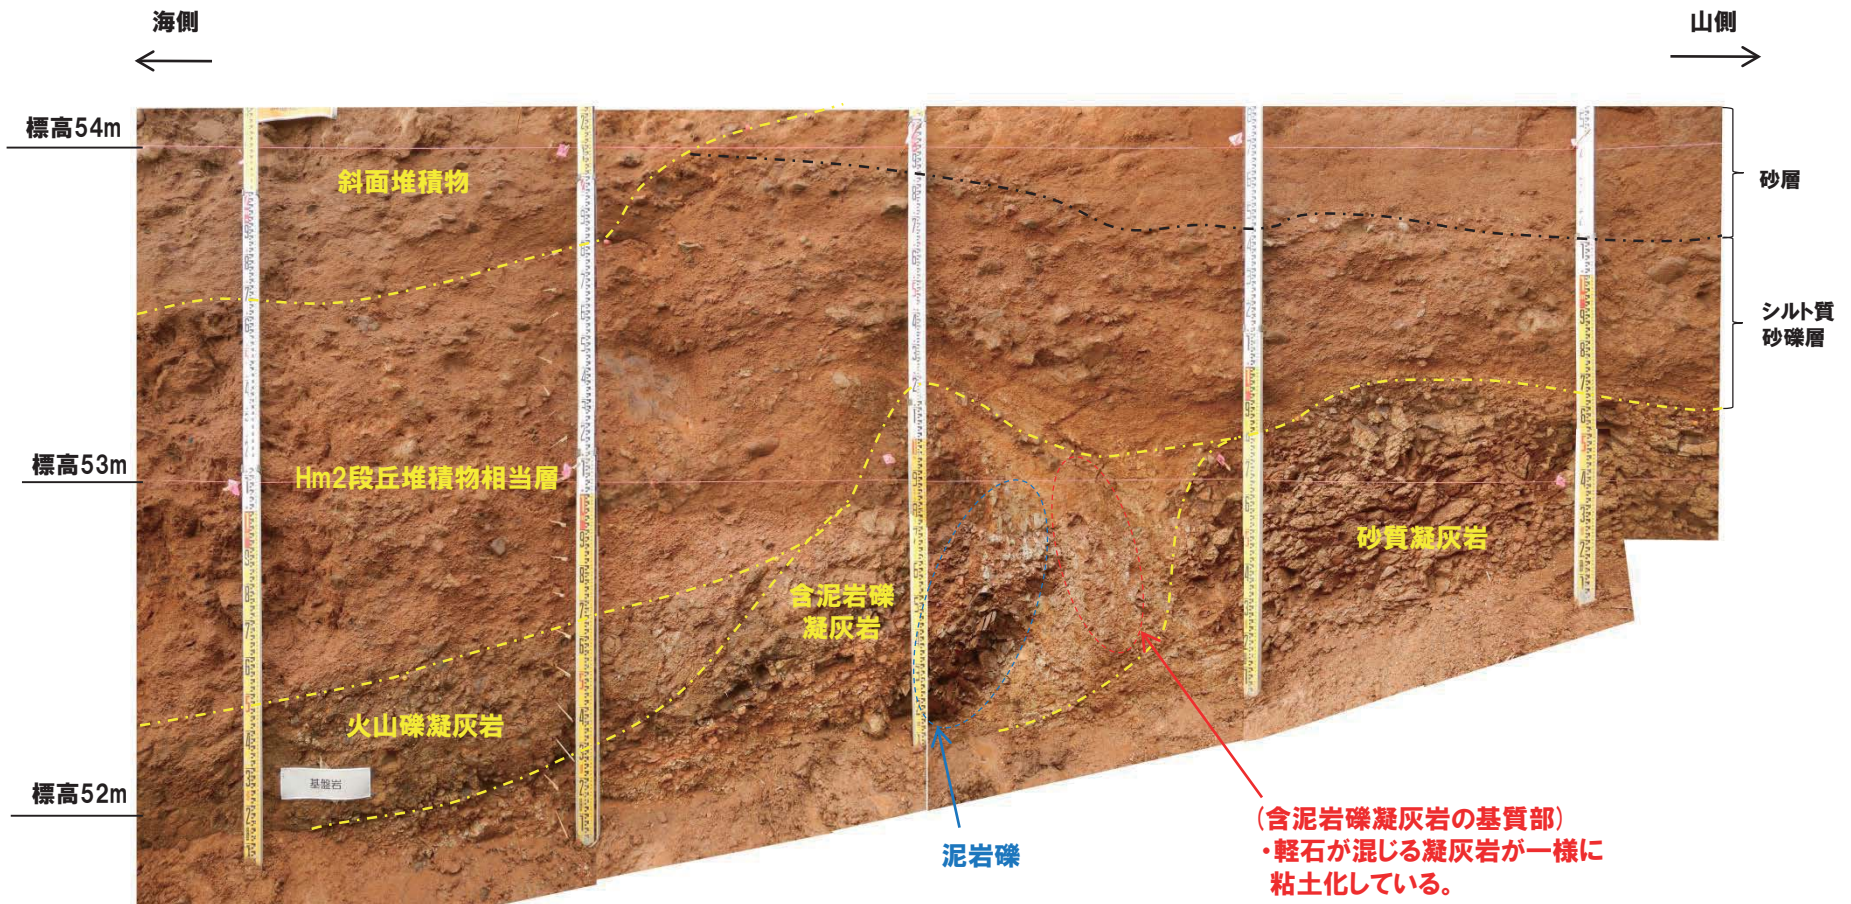 海側
山側
標高54m
斜面堆積物
砂層
シルト質
砂礫層
標高53m
Hm2段丘堆積物相当層
砂質凝灰岩
含泥岩礫
凝灰岩
火山礫凝灰岩
基盤岩
標高52m
泥岩礫
(含泥岩礫凝灰岩の基質部)
・軽石が混じる凝灰岩が一様に
粘土化している。